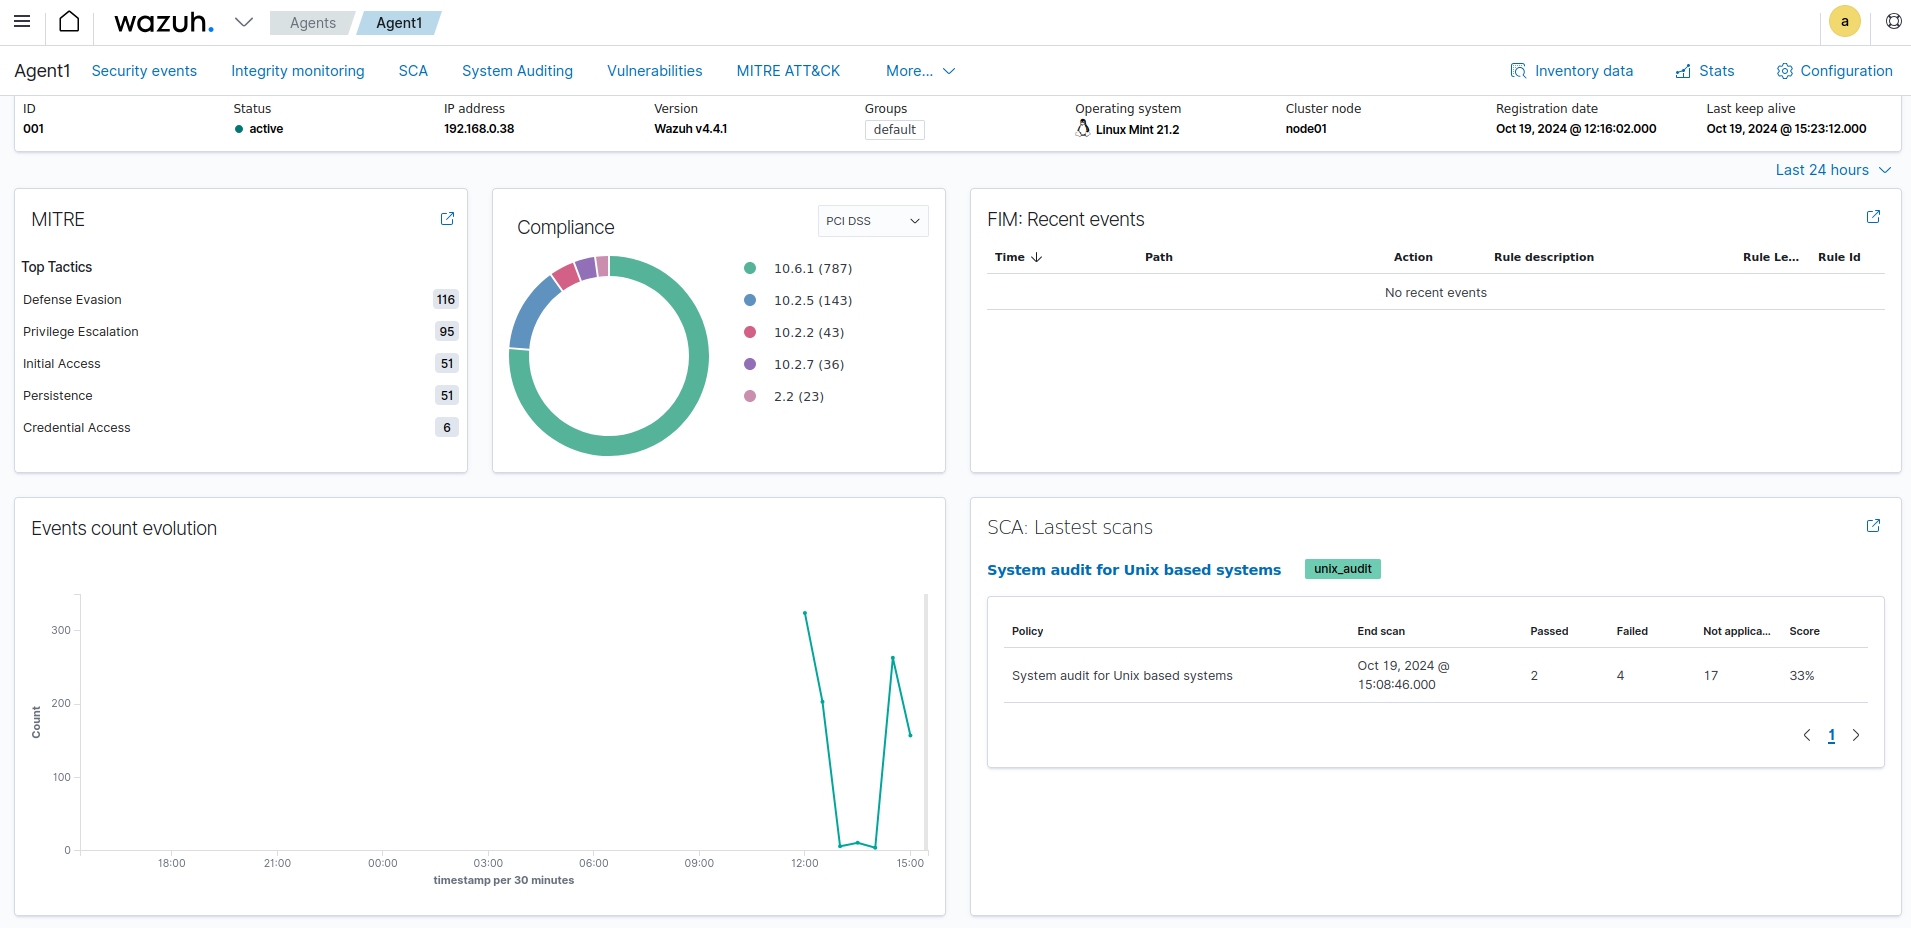 wazuh. Agents Agent1 a
Agent1 Security events Integrity monitoring SCA System Auditing Vulnerabilities MITRE ATT&CK More... Inventory data Stats Configuration
ID Status IP address Version Groups Operating system Cluster node Registration date Last keep alive
001 active 192.168.0.38 Wazuh v4.4.1 default Linux Mint 21.2 node01 Oct 19, 2024 @ 12:16:02.000 Oct 19, 2024 @ 15:23:12.000
Last 24 hours
MITRE
Top Tactics
Defense Evasion 116
Privilege Escalation 95
Initial Access 51
Persistence 51
Credential Access 6
Compliance PCI DSS
10.6.1 (787)
10.2.5 (143)
10.2.2 (43)
10.2.7 (36)
2.2 (23)
FIM: Recent events
Time Path Action Rule description Rule Le... Rule Id
No recent events
Events count evolution
300
200
100
0
Count
18:00 21:00 00:00 03:00 06:00 09:00 12:00 15:00
timestamp per 30 minutes
SCA: Lastest scans
System audit for Unix based systems unix_audit
Policy End scan Passed Failed Not applica... Score
System audit for Unix based systems Oct 19, 2024 @ 2 4 17 33%
15:08:46.000
1